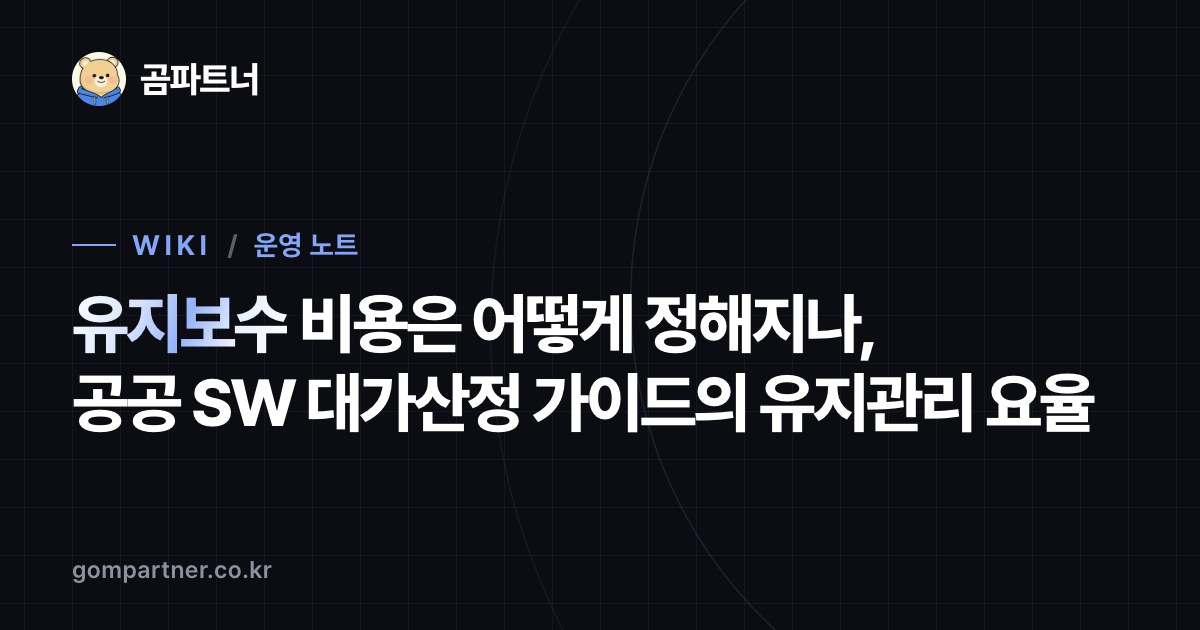 곰파트너
WIKI / 운영 노트
유지보수 비용은 어떻게 정해지나,
공공 SW 대가산정 가이드의 유지관리 요율
gompartner.co.kr